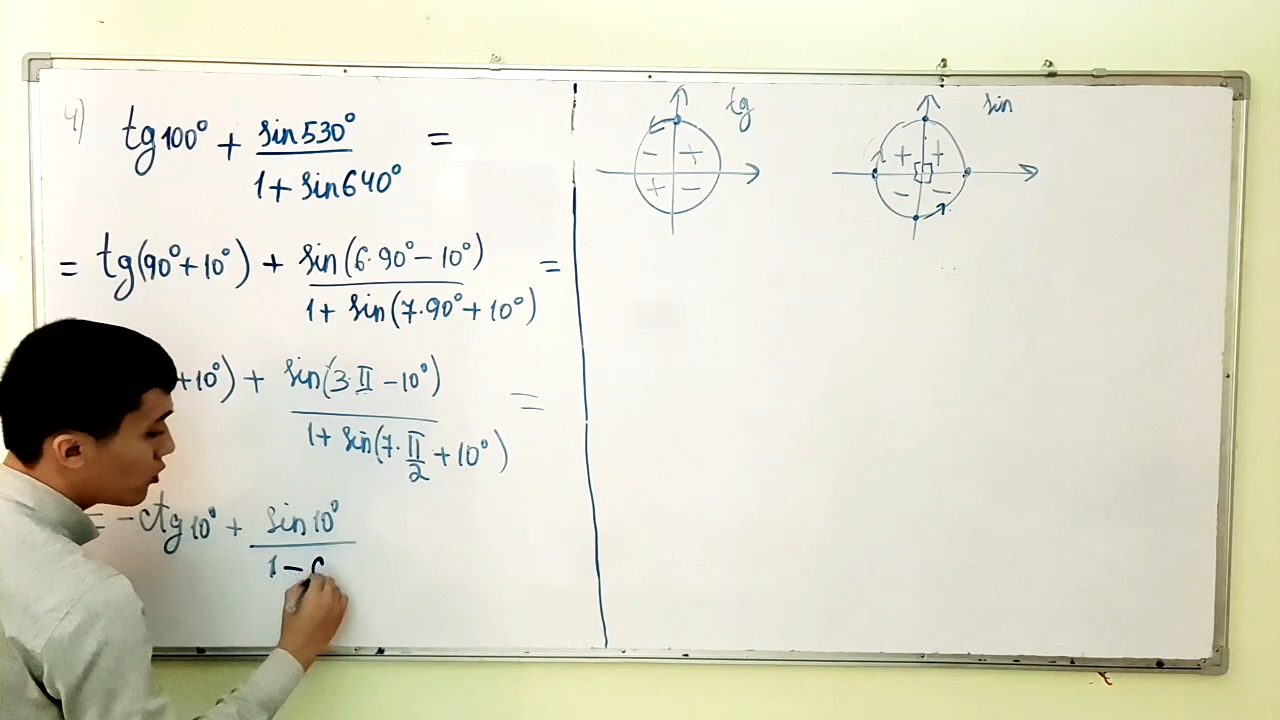 4) tg100° + sin530° / 1 + sin640° =
= tg(90° + 10°) + sin(6·90° − 10°) / 1 + sin(7·90° + 10°) =
+10°) + sin(3·π − 10°) / 1 + sin(7·π/2 + 10°) =
= −ctg10° + sin10° / 1 −
tg
− +
+ −
sin
+ +
− −